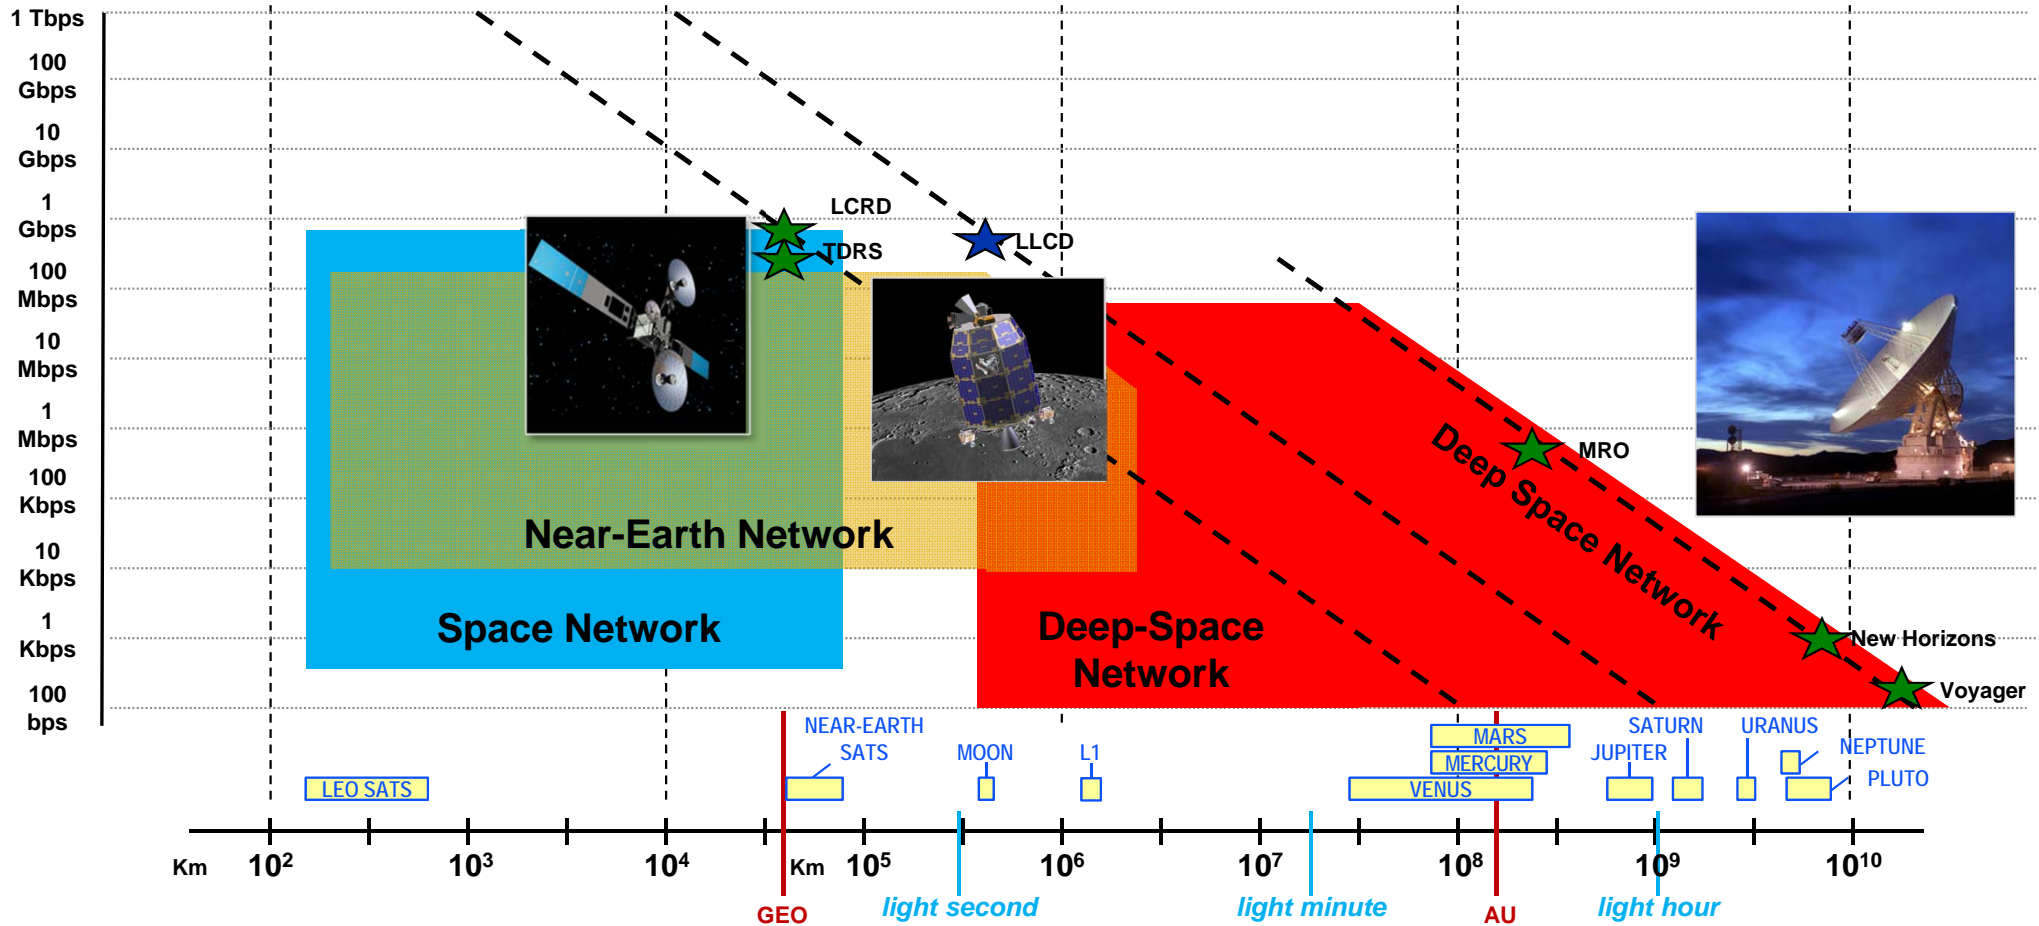 1 Tbps
100
Gbps
10
Gbps
1
Gbps
100
Mbps
10
Mbps
1
Mbps
100
Kbps
10
Kbps
1
Kbps
100
bps
LCRD
TDRS
LLCD
MRO
New Horizons
Voyager
Near-Earth Network
Space Network
Deep-Space
Network
Deep Space Network
NEAR-EARTH
SATS
LEO SATS
MOON
L1
MARS
MERCURY
VENUS
JUPITER
SATURN
URANUS
NEPTUNE
PLUTO
Km 10² 10³ 10⁴ Km 10⁵ 10⁶ 10⁷ 10⁸ 10⁹ 10¹⁰
GEO
light second
light minute
AU
light hour